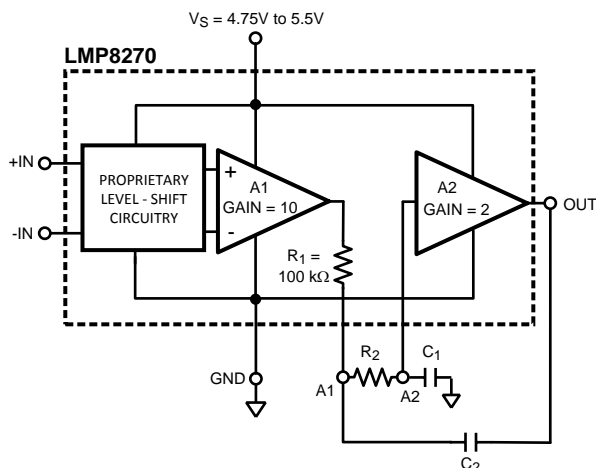 V_S = 4.75V to 5.5V
LMP8270
+IN
-IN
PROPRIETARY
LEVEL - SHIFT
CIRCUITRY
+
-
A1
GAIN = 10
A2
GAIN = 2
OUT
R_1 =
100 kΩ
R_2
C_1
GND
A1
A2
C_2